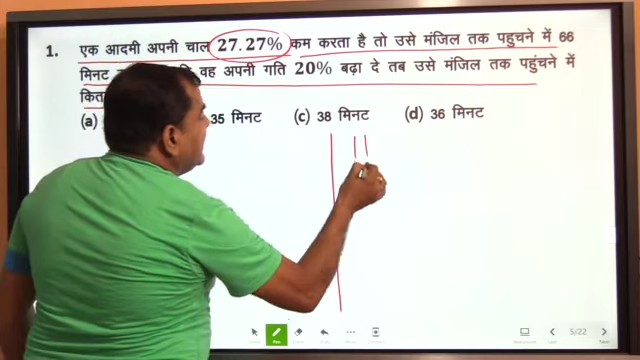 1. एक आदमी अपनी चाल 27.27% कम करता है तो उसे मंजिल तक पहुचने में 66
मिनट वह अपनी गति 20% बढ़ा दे तब उसे मंजिल तक पहुंचने में
(a) 35 मिनट (c) 38 मिनट (d) 36 मिनट
11
5/22